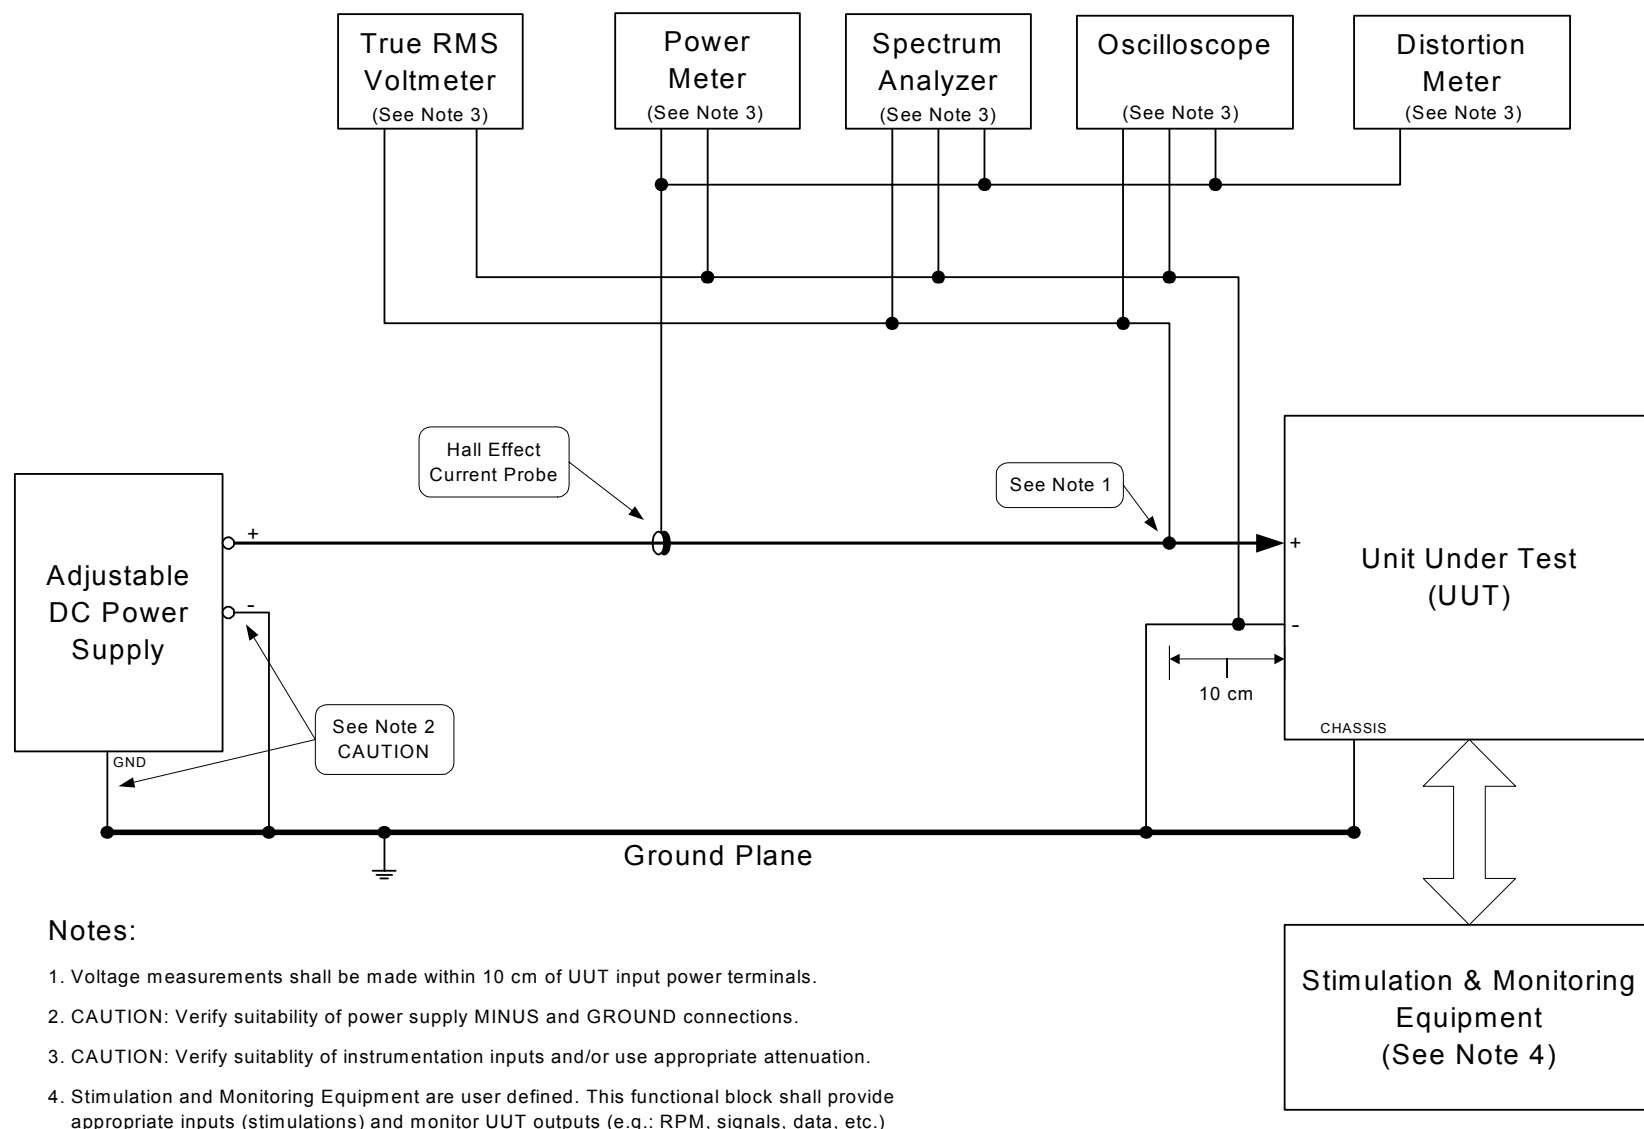 True RMS
Voltmeter
(See Note 3)
Power
Meter
(See Note 3)
Spectrum
Analyzer
(See Note 3)
Oscilloscope
(See Note 3)
Distortion
Meter
(See Note 3)
Hall Effect
Current Probe
See Note 1
Adjustable
DC Power
Supply
+
-
GND
See Note 2
CAUTION
+
-
Unit Under Test
(UUT)
10 cm
CHASSIS
Ground Plane
Stimulation & Monitoring
Equipment
(See Note 4)
Notes:
1. Voltage measurements shall be made within 10 cm of UUT input power terminals.
2. CAUTION: Verify suitability of power supply MINUS and GROUND connections.
3. CAUTION: Verify suitablity of instrumentation inputs and/or use appropriate attenuation.
4. Stimulation and Monitoring Equipment are user defined. This functional block shall provide
appropriate inputs (stimulations) and monitor UUT outputs (e.g.: RPM, signals, data, etc.)